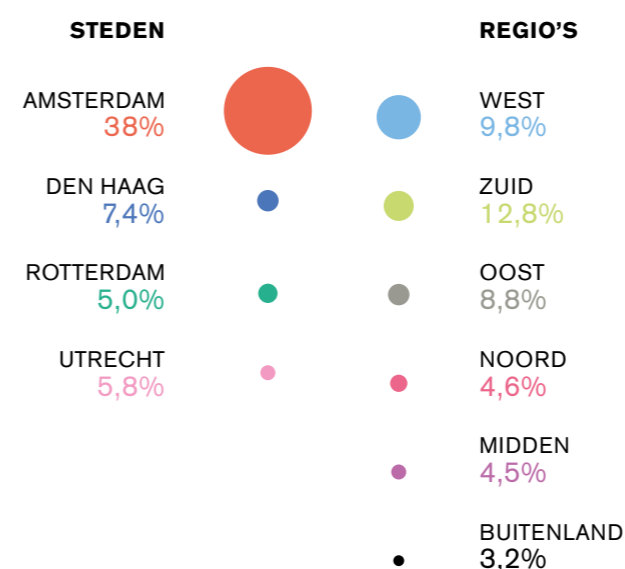 STEDEN
AMSTERDAM
38%
DEN HAAG
7,4%
ROTTERDAM
5,0%
UTRECHT
5,8%
REGIO’S
WEST
9,8%
ZUID
12,8%
OOST
8,8%
NOORD
4,6%
MIDDEN
4,5%
BUITENLAND
3,2%